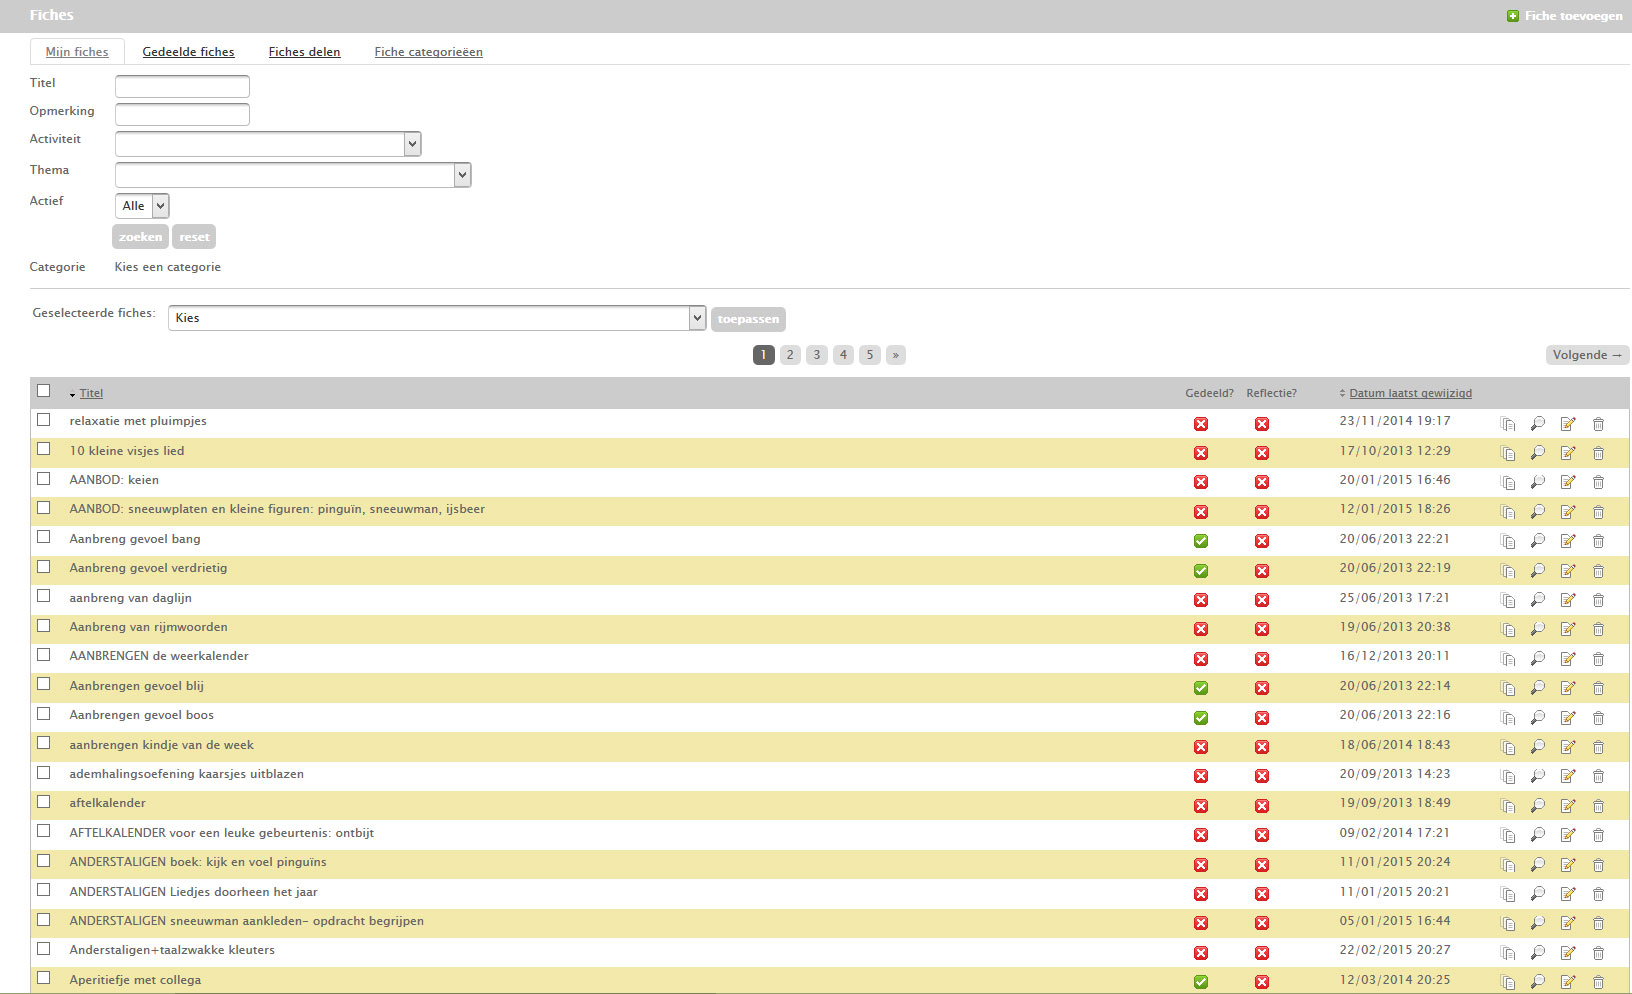 Fiches
Fiche toevoegen
Mijn fiches Gedeelde fiches Fiches delen Fiche categorieëen
Titel
Opmerking
Activiteit
Thema
Actief Alle
zoeken reset
Categorie Kies een categorie
Geselecteerde fiches: Kies toepassen
1 2 3 4 5 » Volgende →
Titel Gedeeld? Reflectie? Datum laatst gewijzigd
relaxatie met pluimpjes 23/11/2014 19:17
10 kleine visjes lied 17/10/2013 12:29
AANBOD: keien 20/01/2015 16:46
AANBOD: sneeuwplaten en kleine figuren: pinguïn, sneeuwman, ijsbeer 12/01/2015 18:26
Aanbreng gevoel bang 20/06/2013 22:21
Aanbreng gevoel verdrietig 20/06/2013 22:19
aanbreng van daglijn 25/06/2013 17:21
Aanbreng van rijmwoorden 19/06/2013 20:38
AANBRENGEN de weerkalender 16/12/2013 20:11
Aanbrengen gevoel blij 20/06/2013 22:14
Aanbrengen gevoel boos 20/06/2013 22:16
aanbrengen kindje van de week 18/06/2014 18:43
ademhalingsoefening kaarsjes uitblazen 20/09/2013 14:23
aftelkalender 19/09/2013 18:49
AFTELKALENDER voor een leuke gebeurtenis: ontbijt 09/02/2014 17:21
ANDERSTALIGEN boek: kijk en voel pinguïns 11/01/2015 20:24
ANDERSTALIGEN Liedjes doorheen het jaar 11/01/2015 20:21
ANDERSTALIGEN sneeuwman aankleden- opdracht begrijpen 05/01/2015 16:44
Anderstaligen+taalzwakke kleuters 22/02/2015 20:27
Aperitiefje met collega 12/03/2014 20:25